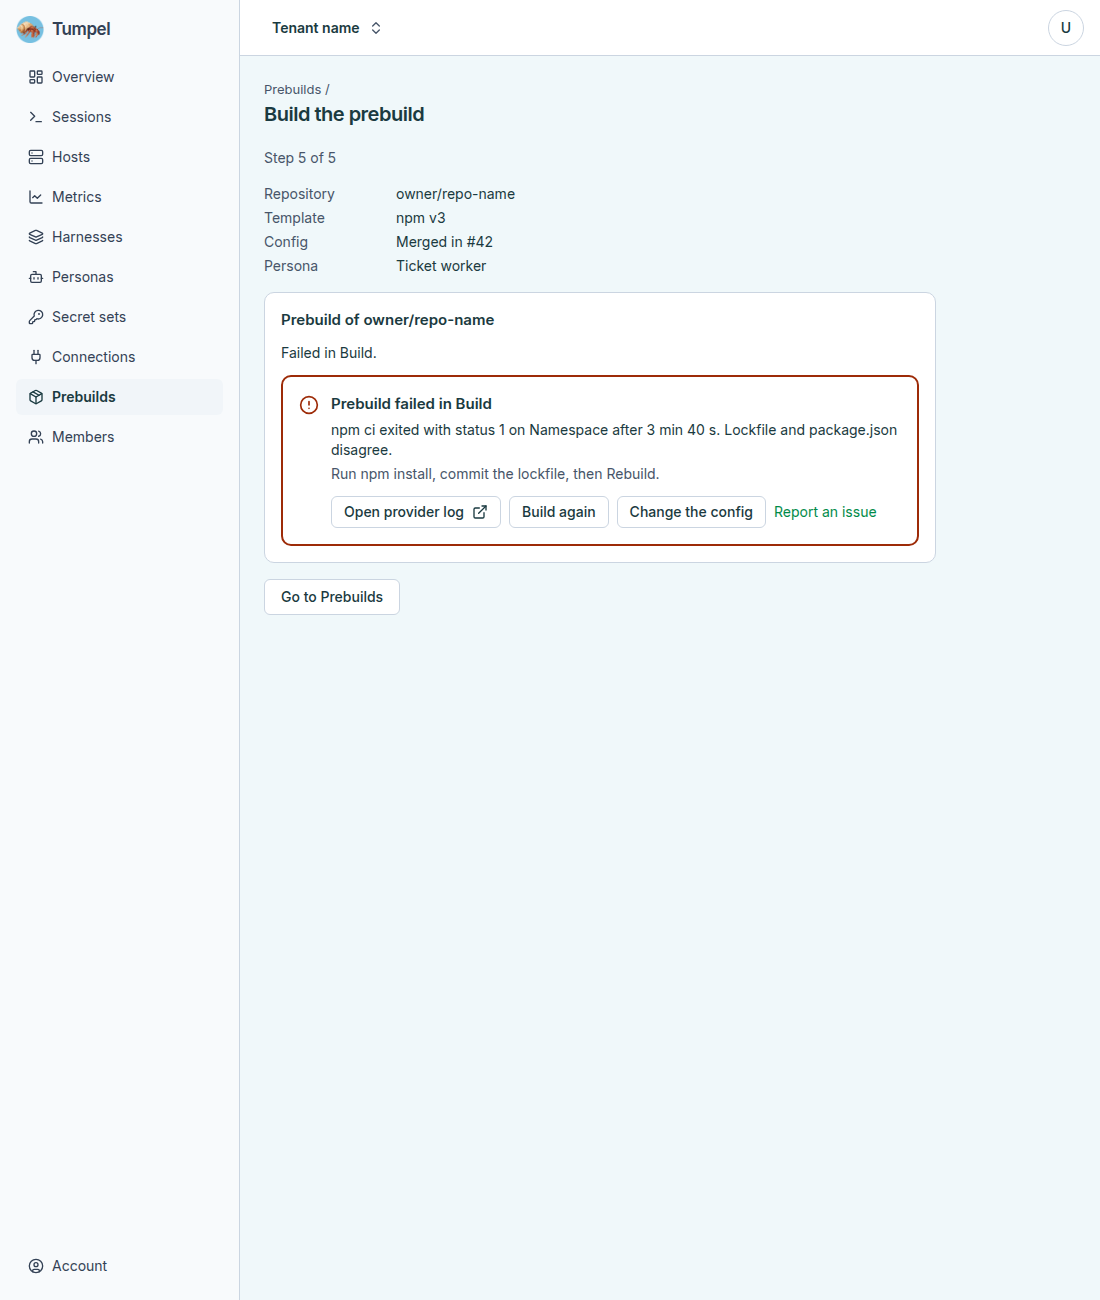 Tumpel
Tenant name
U
Overview
Sessions
Hosts
Metrics
Harnesses
Personas
Secret sets
Connections
Prebuilds
Members
Account
Prebuilds /
Build the prebuild
Step 5 of 5
Repository owner/repo-name
Template npm v3
Config Merged in #42
Persona Ticket worker
Prebuild of owner/repo-name
Failed in Build.
Prebuild failed in Build
npm ci exited with status 1 on Namespace after 3 min 40 s. Lockfile and package.json
disagree.
Run npm install, commit the lockfile, then Rebuild.
Open provider log Build again Change the config Report an issue
Go to Prebuilds